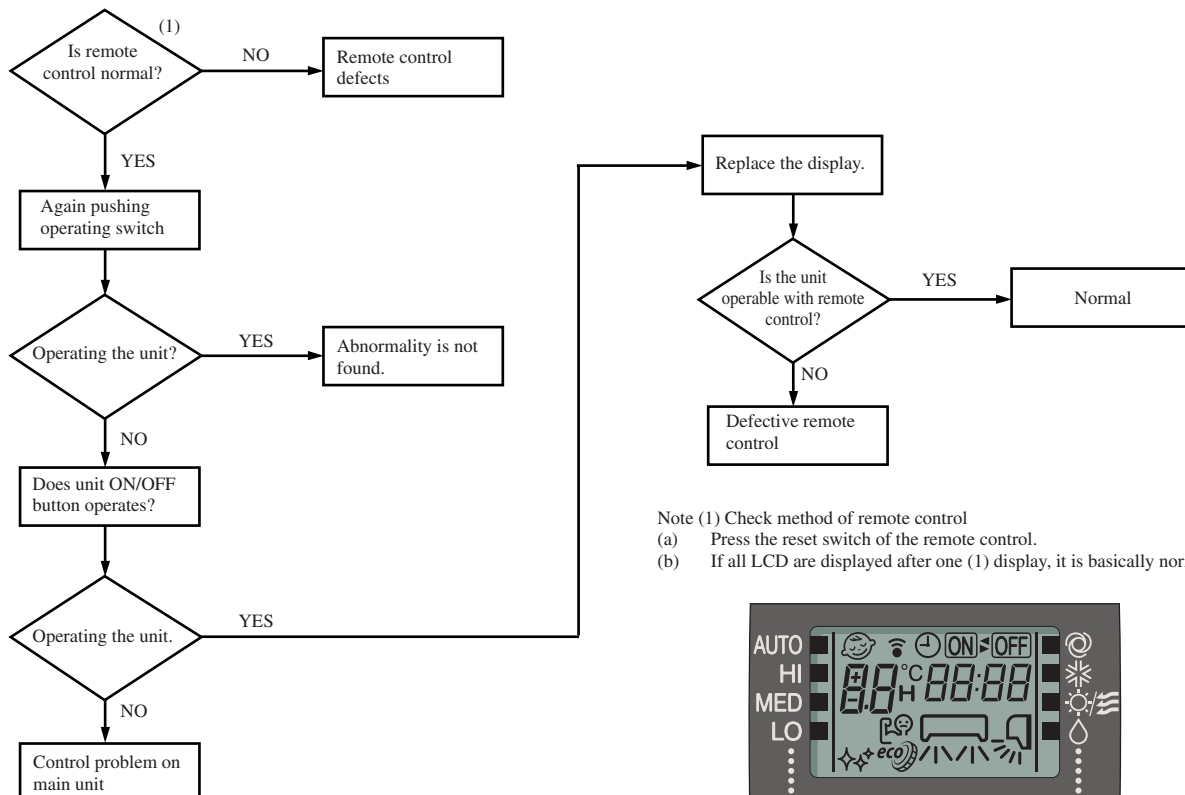 (1)
Is remote
control normal?
NO
Remote control
defects
YES
Again pushing
operating switch
Operating the unit?
YES
Abnormality is not
found.
NO
Does unit ON/OFF
button operates?
Operating the unit.
YES
NO
Control problem on
main unit
Replace the display.
Is the unit
operable with remote
control?
YES
Normal
NO
Defective remote
control
Note (1) Check method of remote control
(a) Press the reset switch of the remote control.
(b) If all LCD are displayed after one (1) display, it is basically nor
AUTO ON OFF
HI 88 °C 88:88
H
MED
LO
eco